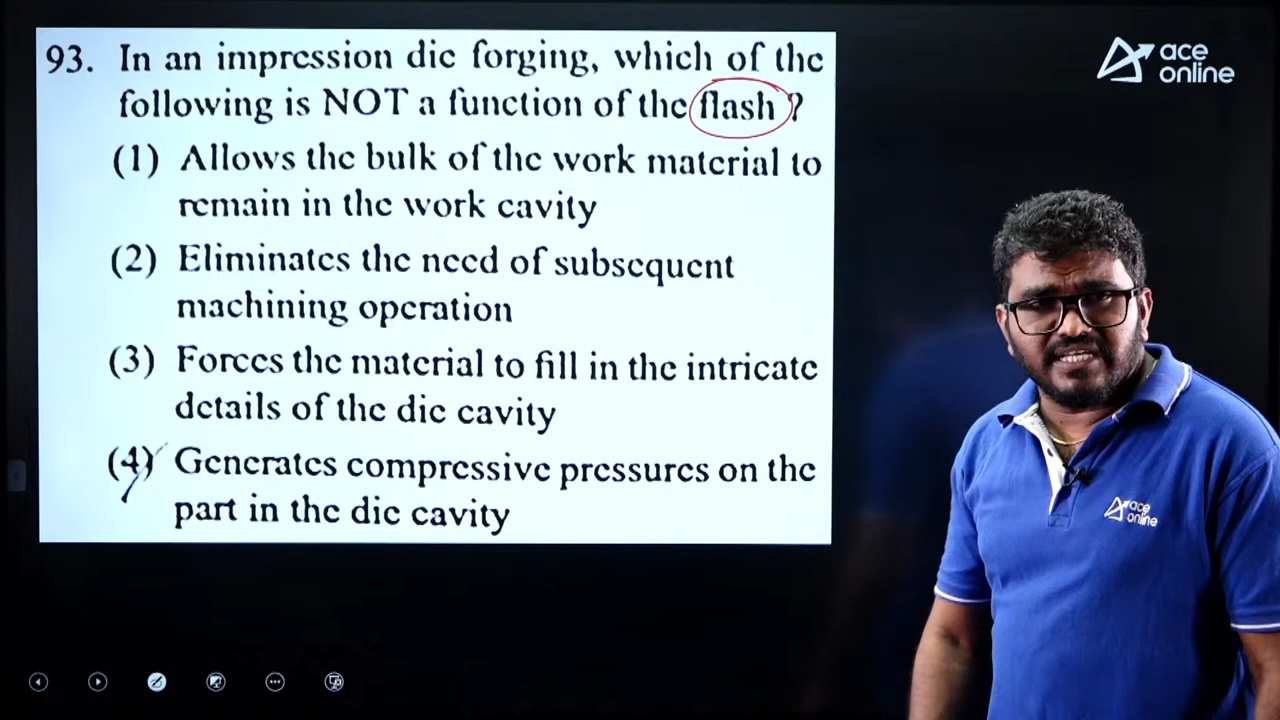 93. In an impression die forging, which of the
following is NOT a function of the flash ?
(1) Allows the bulk of the work material to
remain in the work cavity
(2) Eliminates the need of subsequent
machining operation
(3) Forces the material to fill in the intricate
details of the die cavity
(4) Generates compressive pressures on the
part in the die cavity
ace
online
ace
online